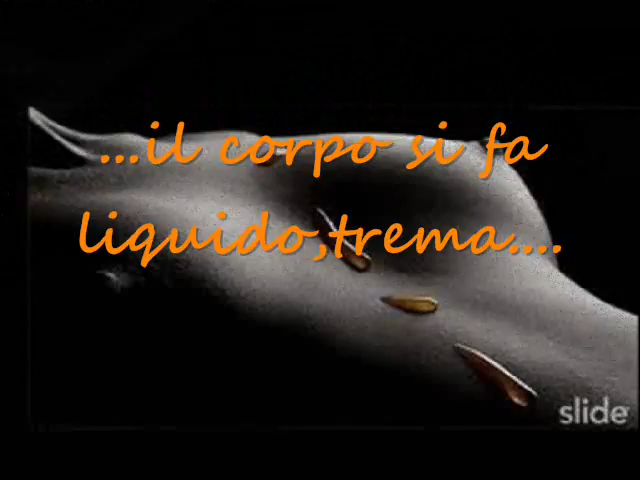 ...il corpo si fa
liquido,trema....
slide